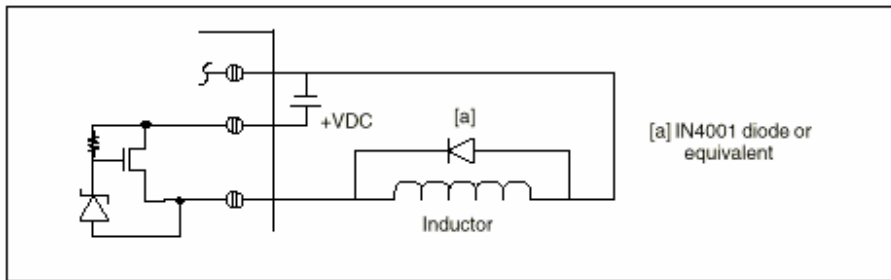 +VDC
[a]
[a] IN4001 diode or
equivalent
Inductor